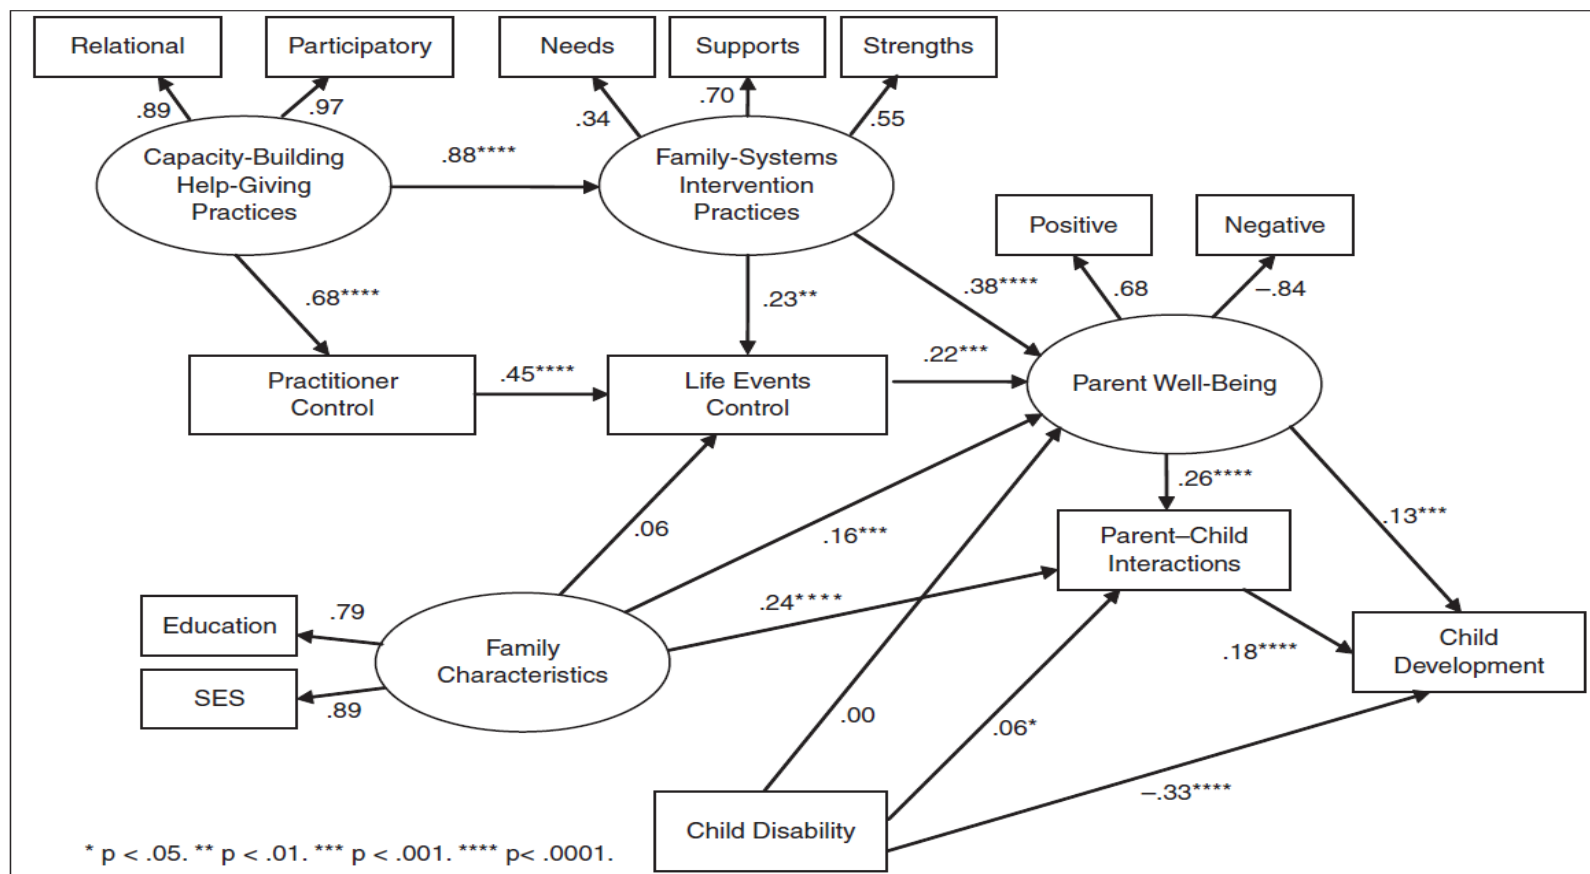 Relational
Participatory
Needs
Supports
Strengths
.89
.97
.34
.70
.55
Capacity-Building
Help-Giving
Practices
.88****
Family-Systems
Intervention
Practices
Positive
Negative
.68****
.23**
.38****
.68
–.84
Practitioner
Control
.45****
Life Events
Control
.22***
Parent Well-Being
.06
.16***
.26****
.13***
Parent–Child
Interactions
Education
.79
Family
Characteristics
.24****
.18****
Child
Development
SES
.89
.00
.06*
–.33****
Child Disability
* p < .05. ** p < .01. *** p < .001. **** p< .0001.